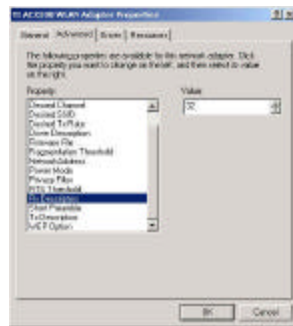 ACX100 WLAN Adapter Properties
General Advanced Driver Resources
The following properties are available for this network adapter. Click
the property you want to change on the left, and then select its value
on the right.
Property:
Value:
Desired Channel
Desired SSID
Desired Tx Rate
Driver Description
Firmware File
Fragmentation Threshold
Network Address
Power Mode
Privacy Filter
RTS Threshold
Rx Descriptors
Short Preamble
Tx Descriptors
WEP Option
32
OK
Cancel